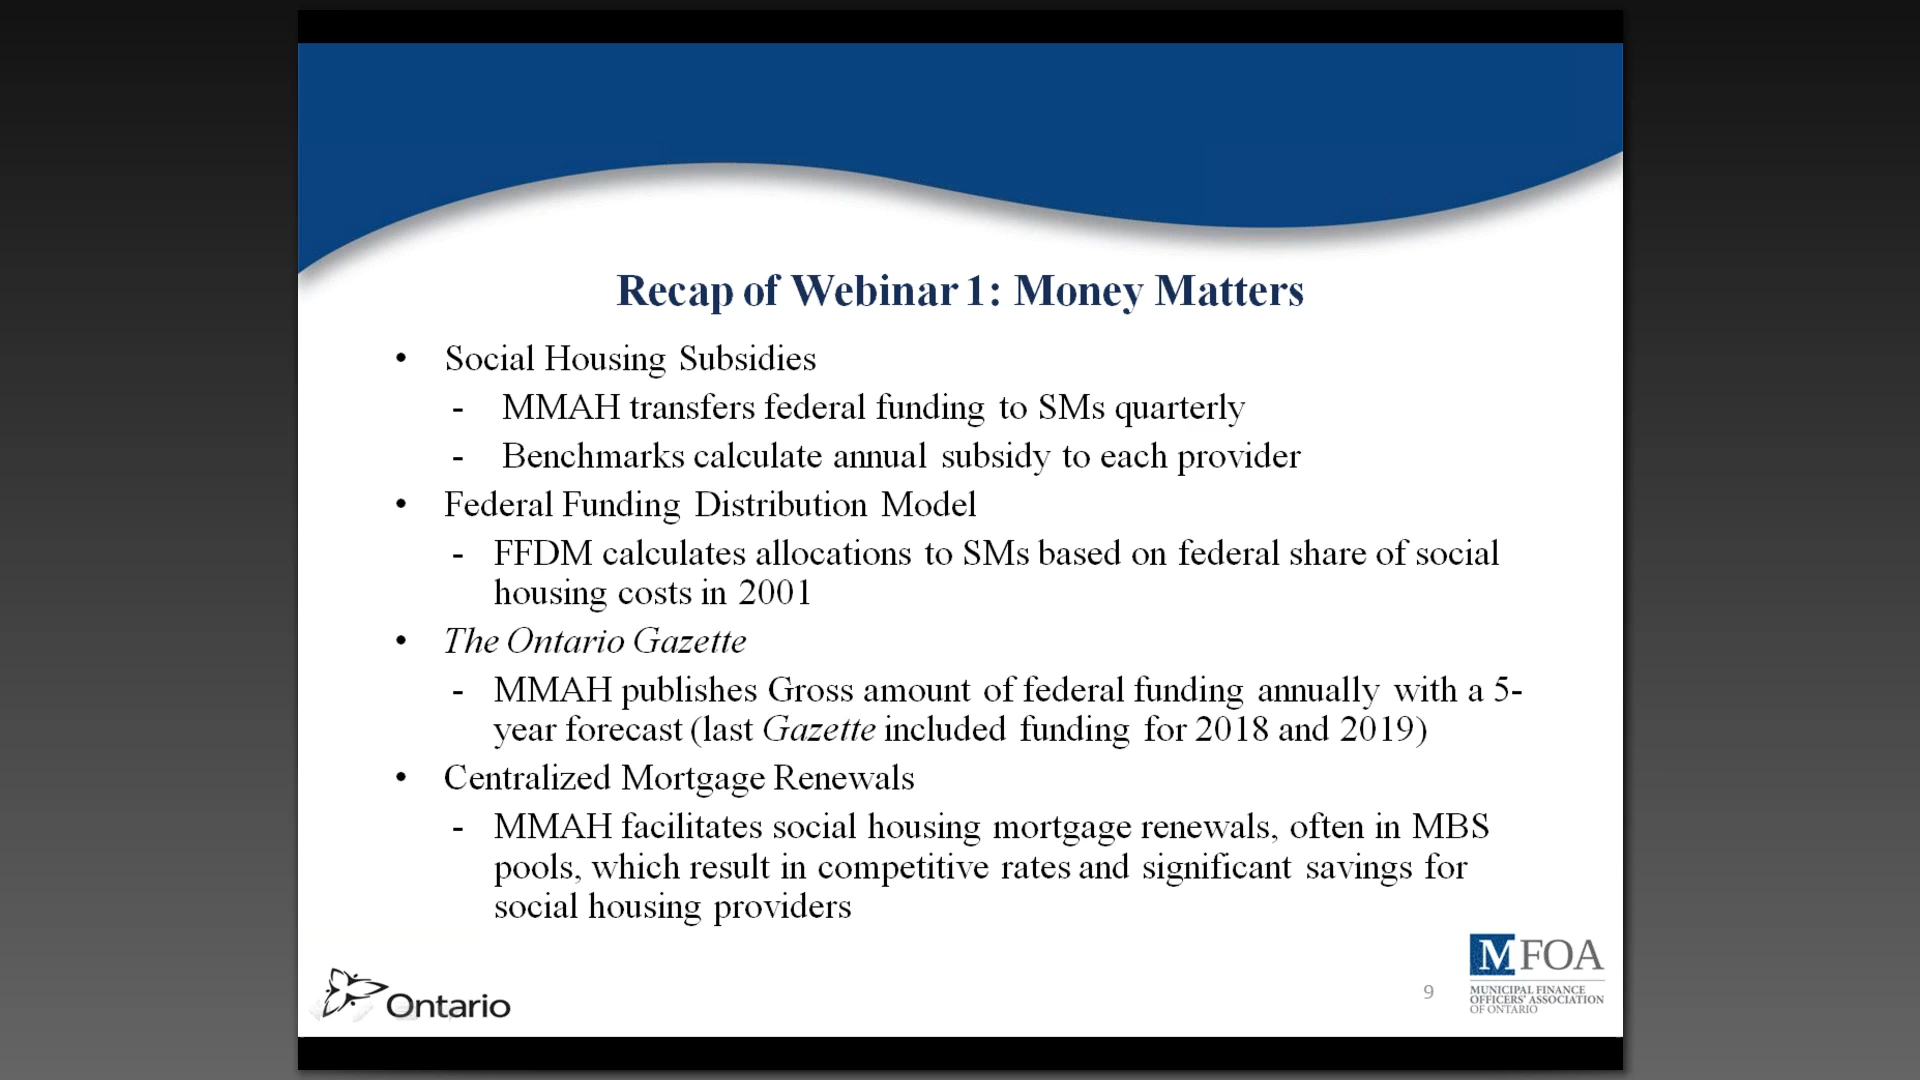 Recap of Webinar 1: Money Matters
• Social Housing Subsidies
- MMAH transfers federal funding to SMs quarterly
- Benchmarks calculate annual subsidy to each provider
• Federal Funding Distribution Model
- FFDM calculates allocations to SMs based on federal share of social
housing costs in 2001
• The Ontario Gazette
- MMAH publishes Gross amount of federal funding annually with a 5-
year forecast (last Gazette included funding for 2018 and 2019)
• Centralized Mortgage Renewals
- MMAH facilitates social housing mortgage renewals, often in MBS
pools, which result in competitive rates and significant savings for
social housing providers
Ontario
9
MFOA
MUNICIPAL FINANCE
OFFICERS' ASSOCIATION
OF ONTARIO